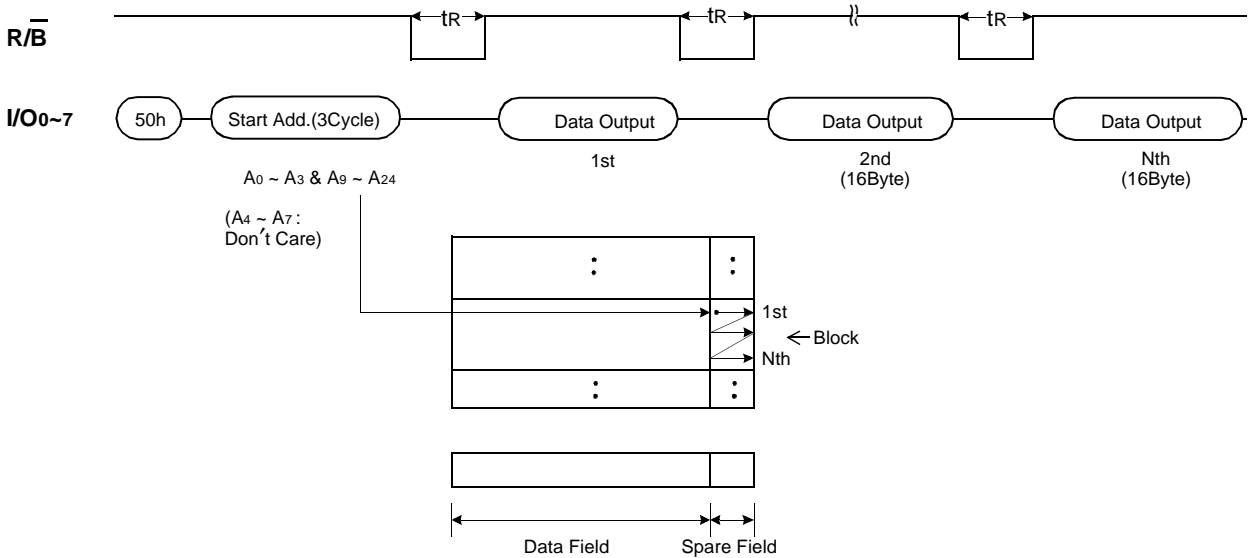 R/B
tR tR tR
I/O0~7
50h Start Add.(3Cycle) Data Output Data Output Data Output
1st 2nd Nth
(16Byte) (16Byte)
A0 ~ A3 & A9 ~ A24
(A4 ~ A7 :
Don't Care)
1st
Block
Nth
Data Field Spare Field